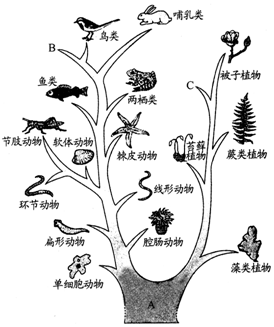 哺乳类
鸟类
B
鱼类
被子植物
两栖类
C
节肢动物
软体动物
棘皮动物
苔藓
植物
蕨类植物
环节动物
线形动物
扁形动物
腔肠动物
藻类植物
单细胞动物
A